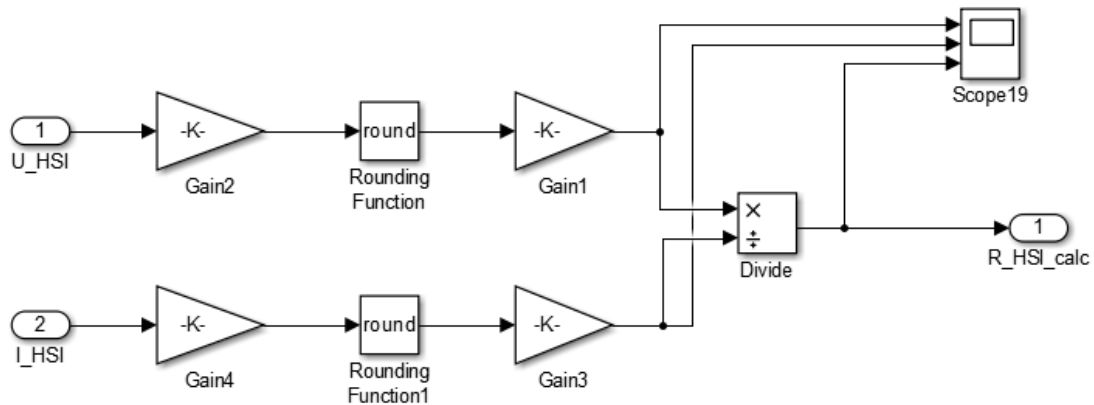 Scope19
1
U_HSI
-K-
Gain2
round
Rounding
Function
-K-
Gain1
×
÷
Divide
1
R_HSI_calc
2
I_HSI
-K-
Gain4
round
Rounding
Function1
-K-
Gain3